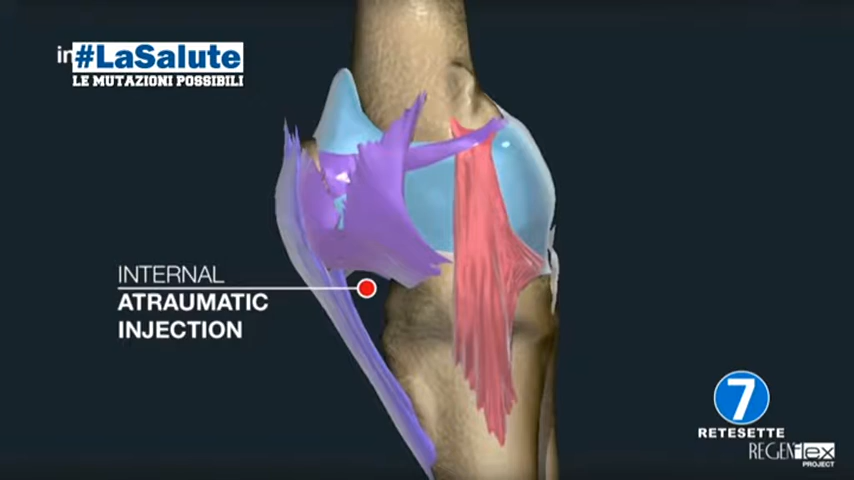 in
#LaSalute
LE MUTAZIONI POSSIBILI
INTERNAL
ATRAUMATIC
INJECTION
7
RETESETTE
REGENflex
PROJECT